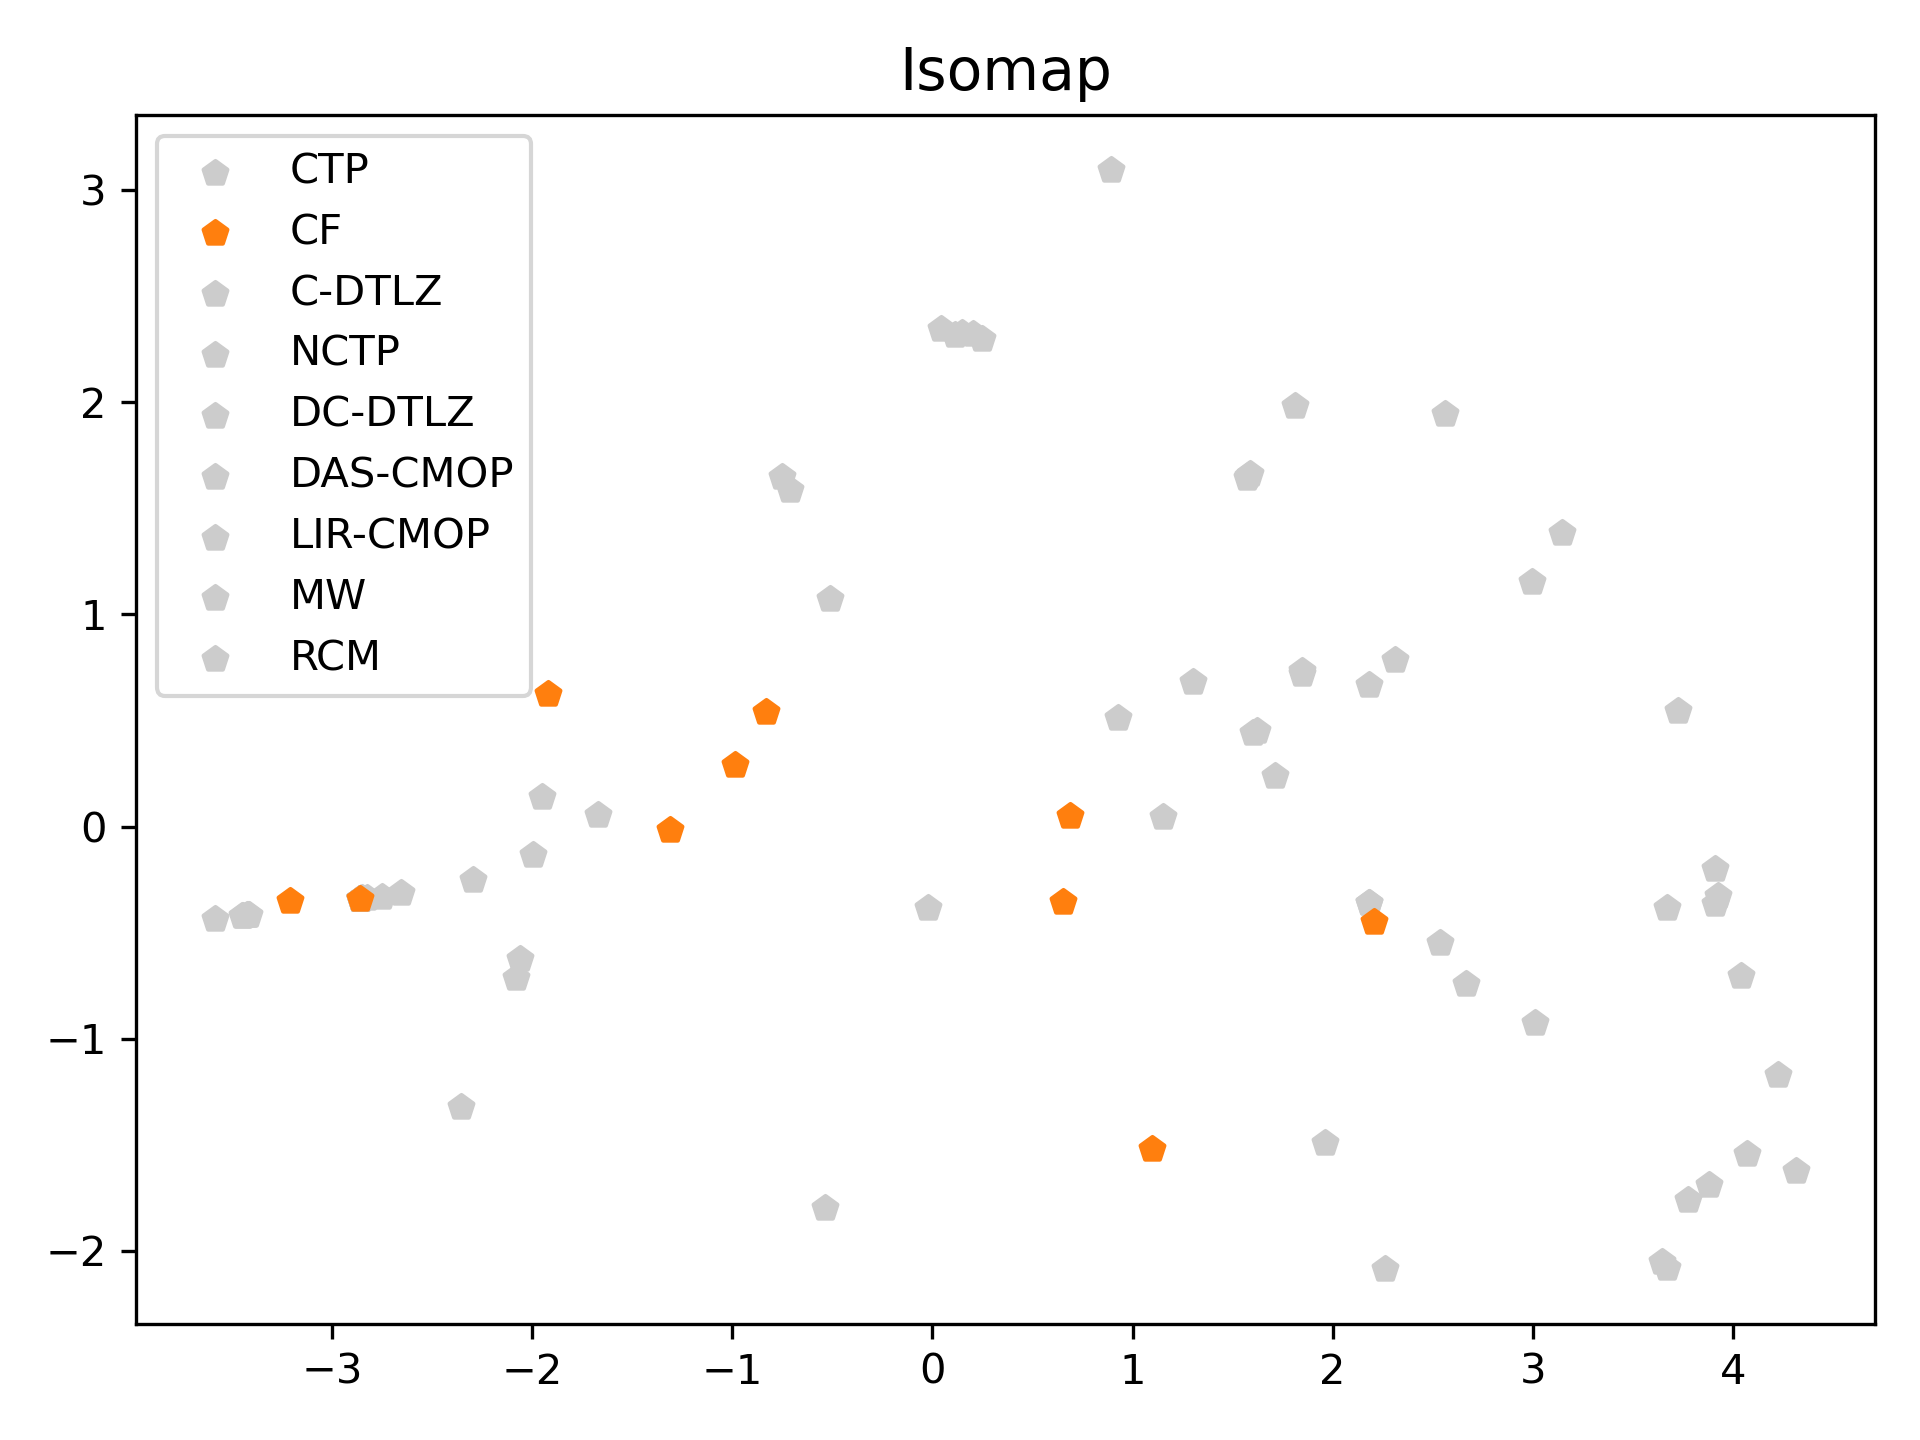 Isomap
CTP
CF
C-DTLZ
NCTP
DC-DTLZ
DAS-CMOP
LIR-CMOP
MW
RCM
3
2
1
0
−1
−2
−3 −2 −1 0 1 2 3 4